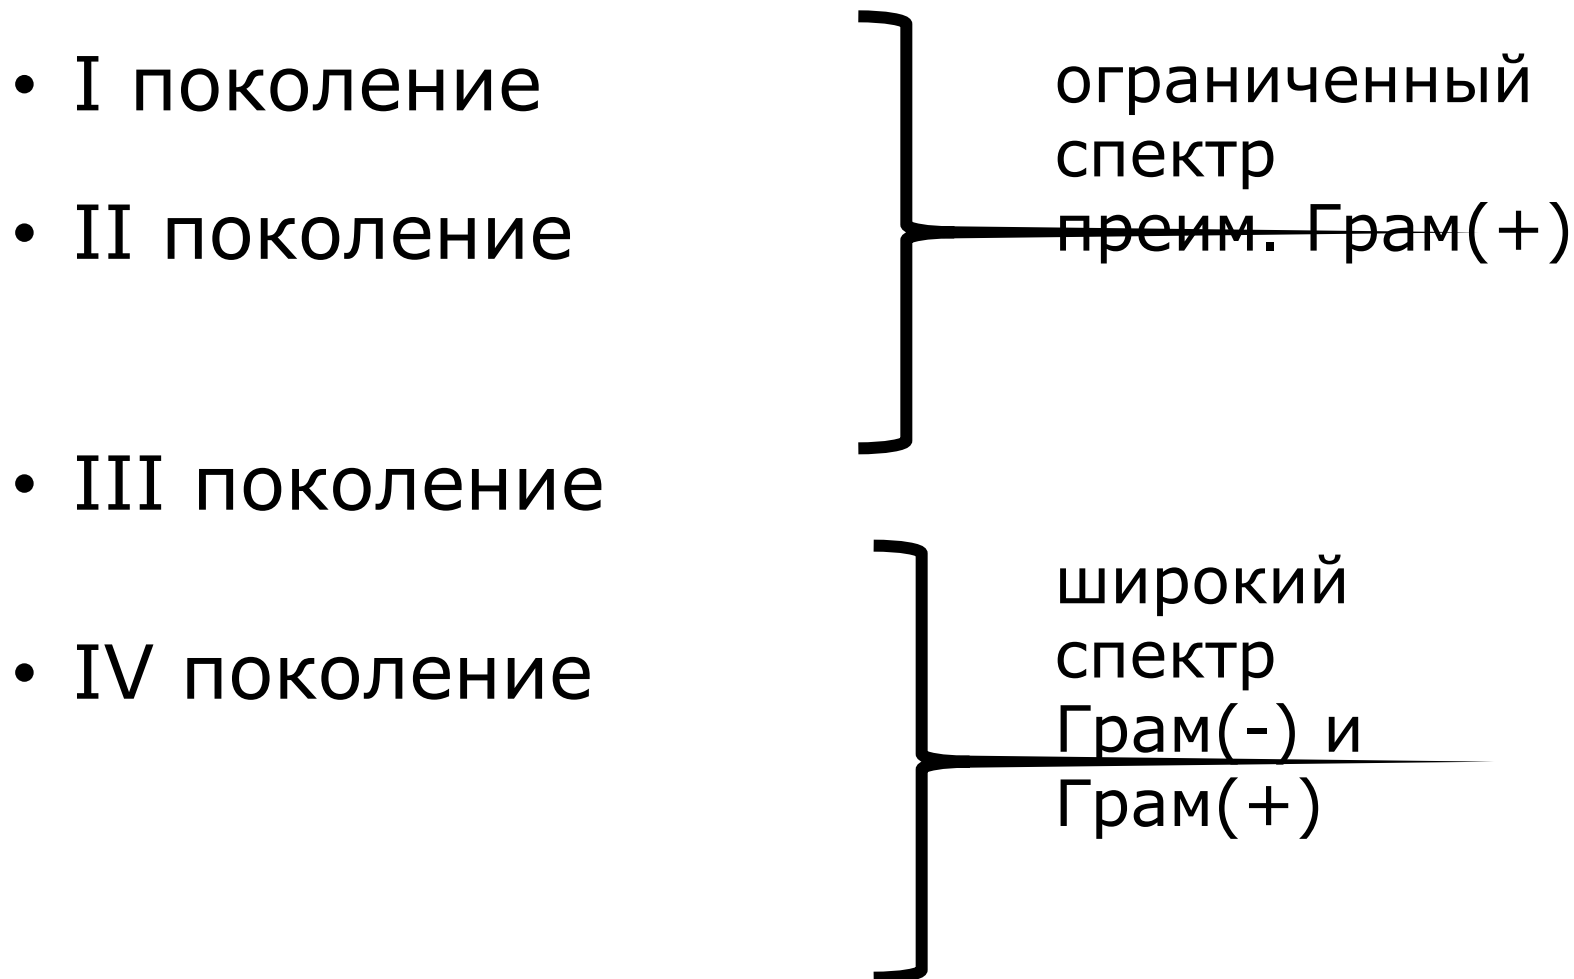 • I поколение
• II поколение
• III поколение
• IV поколение
ограниченный
спектр
преим. Грам(+)
широкий
спектр
Грам(-) и
Грам(+)